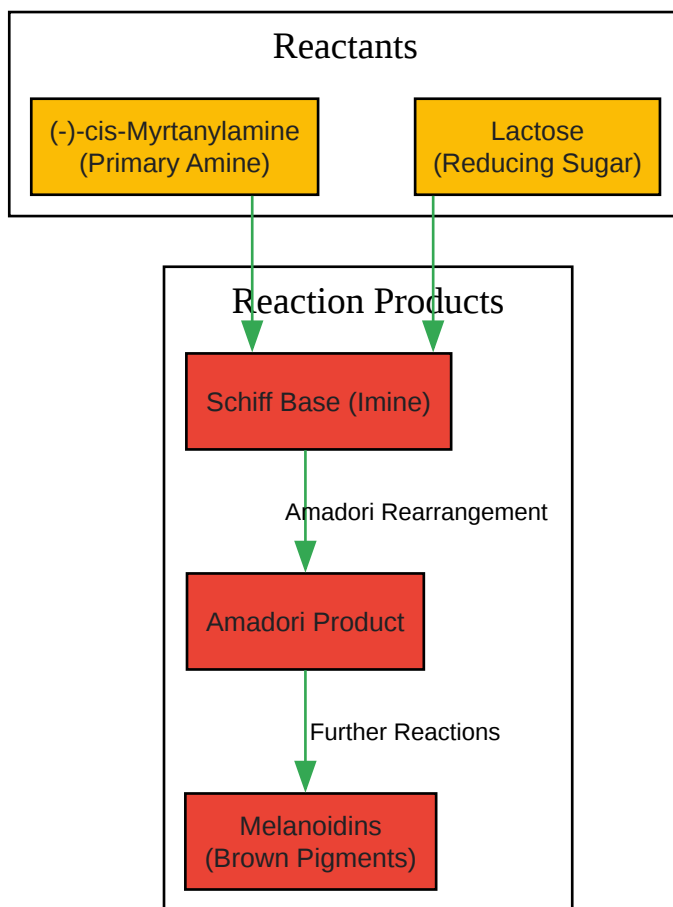 Reactants
(-)-cis-Myrtanylamine
(Primary Amine)
Lactose
(Reducing Sugar)
Reaction Products
Schiff Base (Imine)
Amadori Rearrangement
Amadori Product
Further Reactions
Melanoidins
(Brown Pigments)